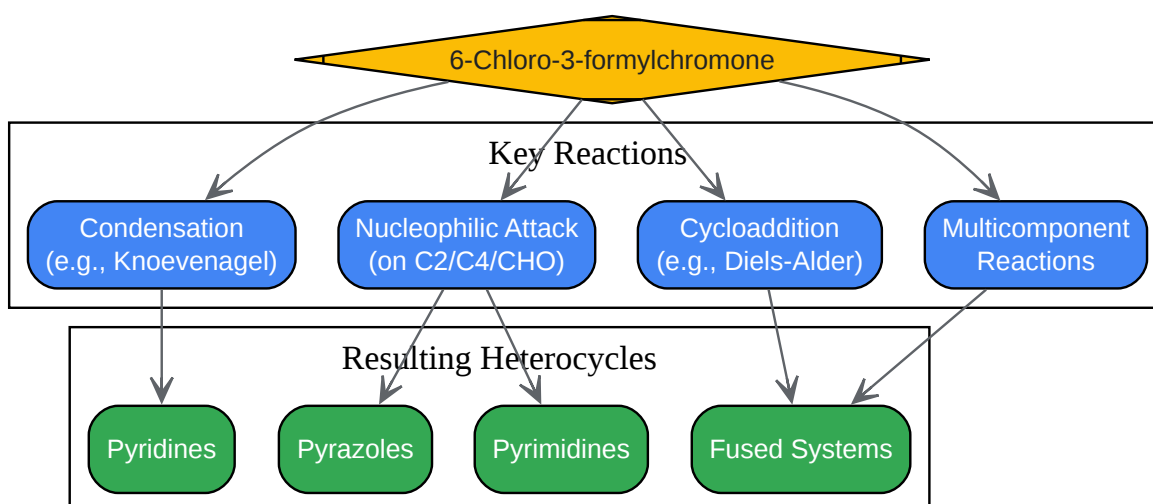 6-Chloro-3-formylchromone
Key Reactions
Condensation
(e.g., Knoevenagel)
Nucleophilic Attack
(on C2/C4/CHO)
Cycloaddition
(e.g., Diels-Alder)
Multicomponent
Reactions
Resulting Heterocycles
Pyridines
Pyrazoles
Pyrimidines
Fused Systems